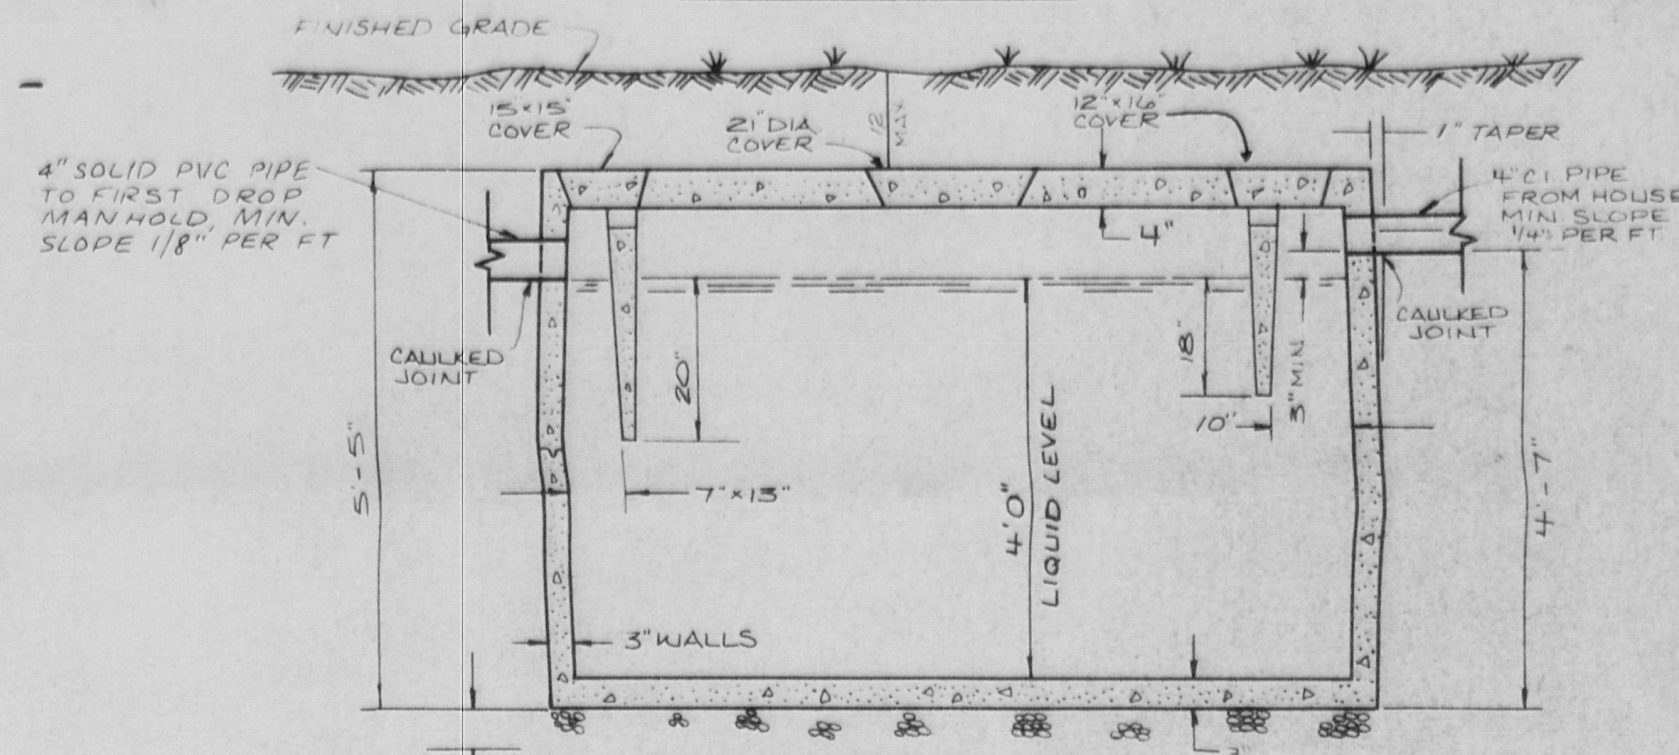 FINISHED GRADE
15"x15"
COVER
21" DIA
COVER
12"
MAX
12"x16"
COVER
1" TAPER
4" SOLID PVC PIPE
TO FIRST DROP
MANHOLD, MIN.
SLOPE 1/8" PER FT
4" CI PIPE
FROM HOUSE
MIN SLOPE
1/4" PER FT
4"
CAULKED
JOINT
CAULKED
JOINT
20"
18"
3" MIN
10"
5'-5"
7"x13"
4'0"
LIQUID LEVEL
4'-7"
3" WALLS